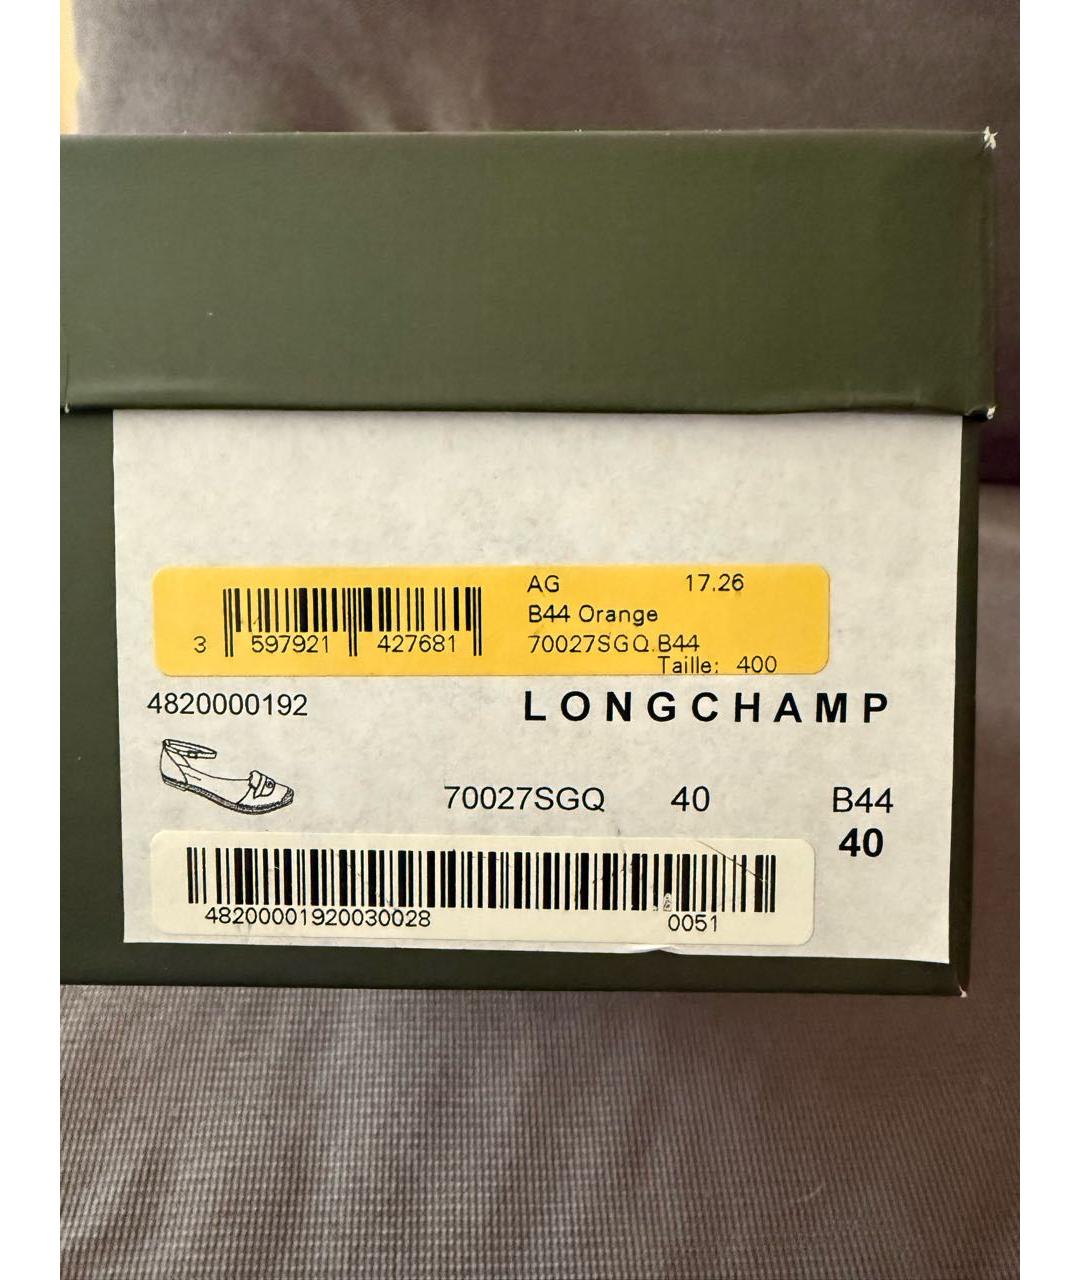 AG 17.26
B44 Orange
3 597921 427681 70027SGQ.B44
Taille: 400
4820000192 LONGCHAMP
70027SGQ 40 B44
40
48200001920030028 0051